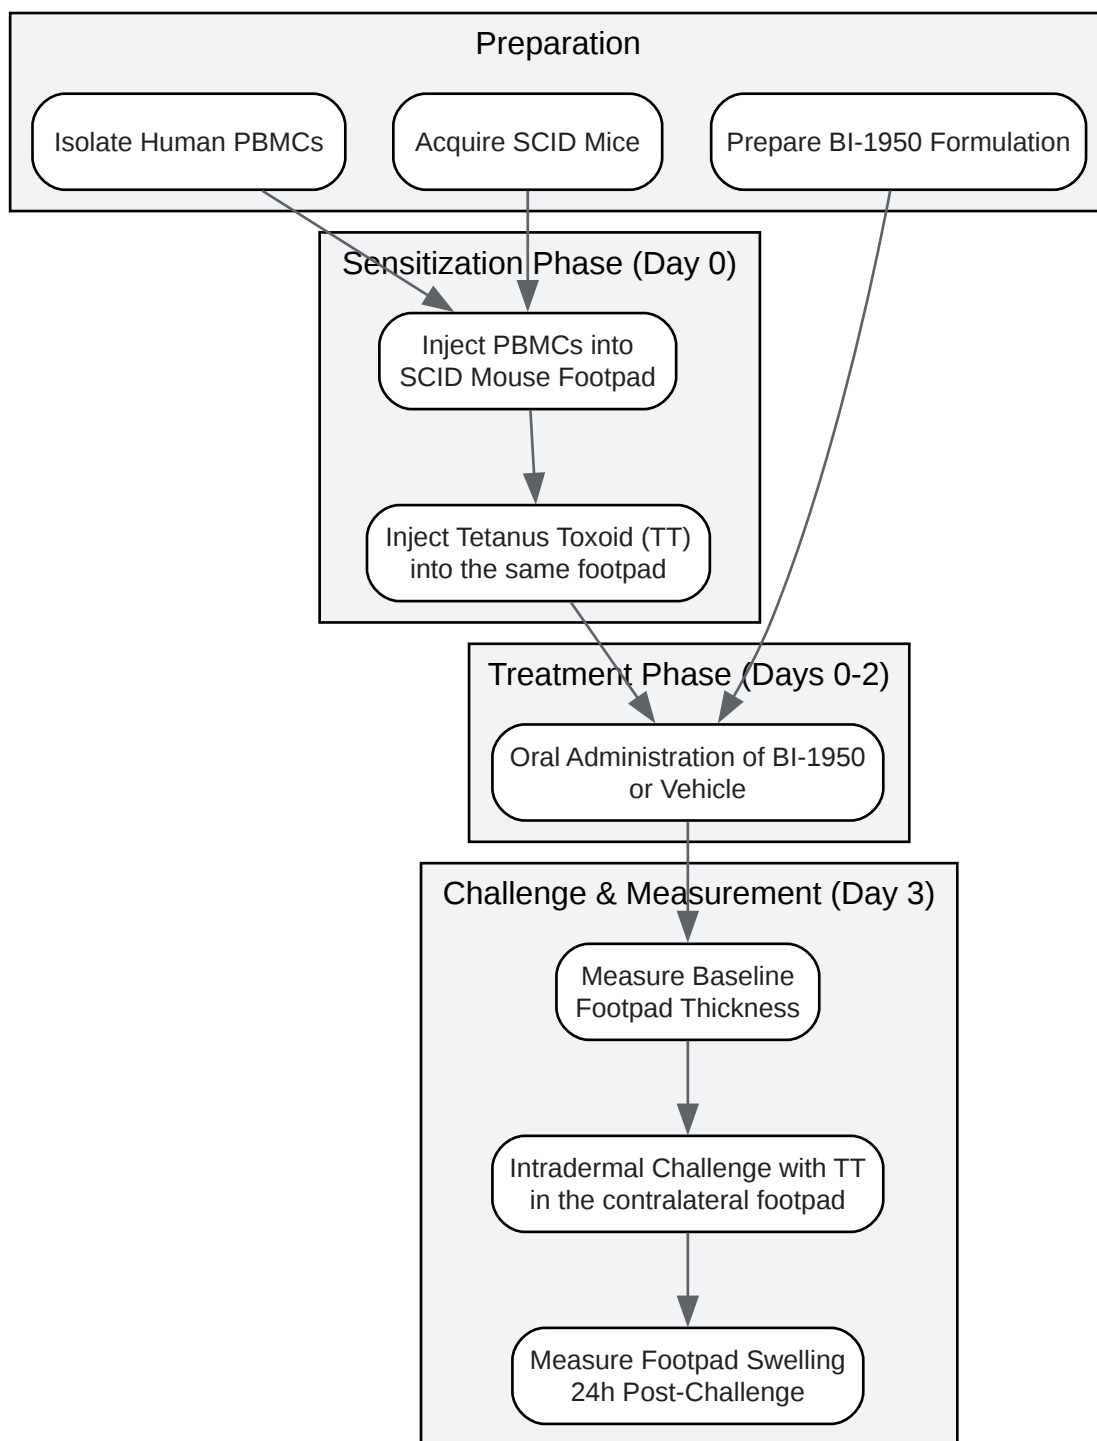 Preparation
Isolate Human PBMCs
Acquire SCID Mice
Prepare BI-1950 Formulation
Sensitization Phase (Day 0)
Inject PBMCs into
SCID Mouse Footpad
Inject Tetanus Toxoid (TT)
into the same footpad
Treatment Phase (Days 0-2)
Oral Administration of BI-1950
or Vehicle
Challenge & Measurement (Day 3)
Measure Baseline
Footpad Thickness
Intradermal Challenge with TT
in the contralateral footpad
Measure Footpad Swelling
24h Post-Challenge